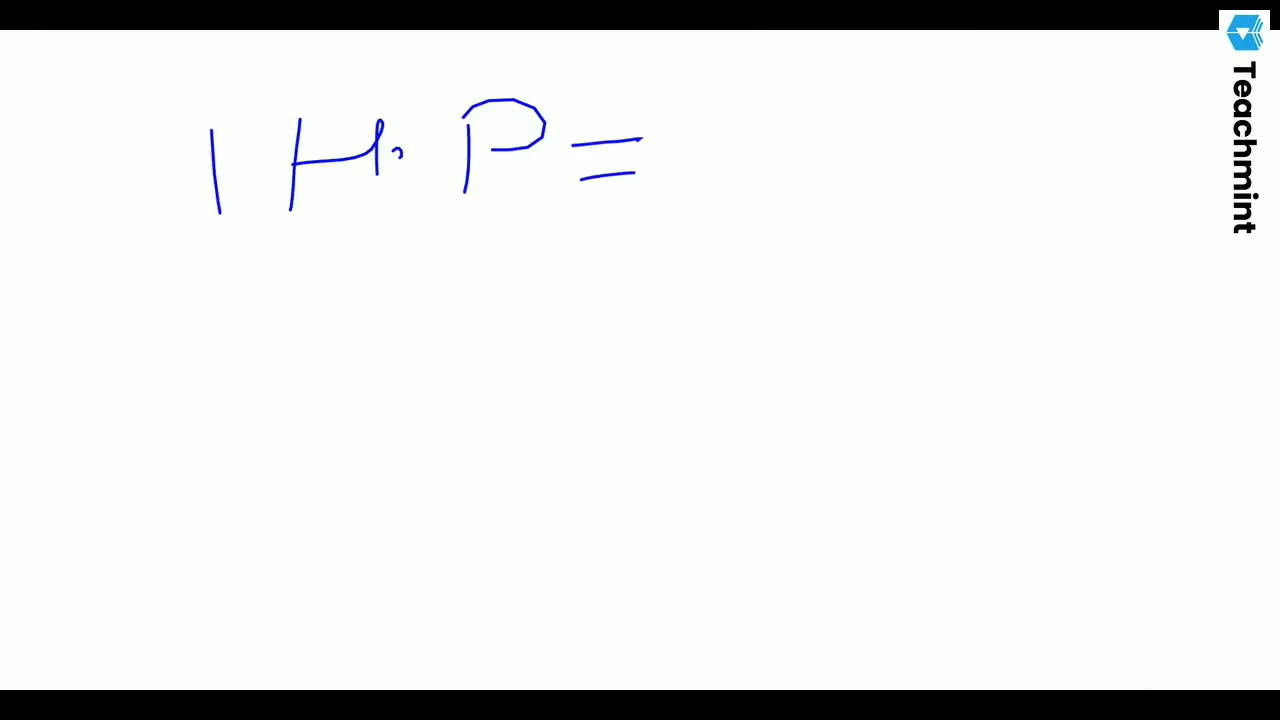 1 H. P =
Teachmint